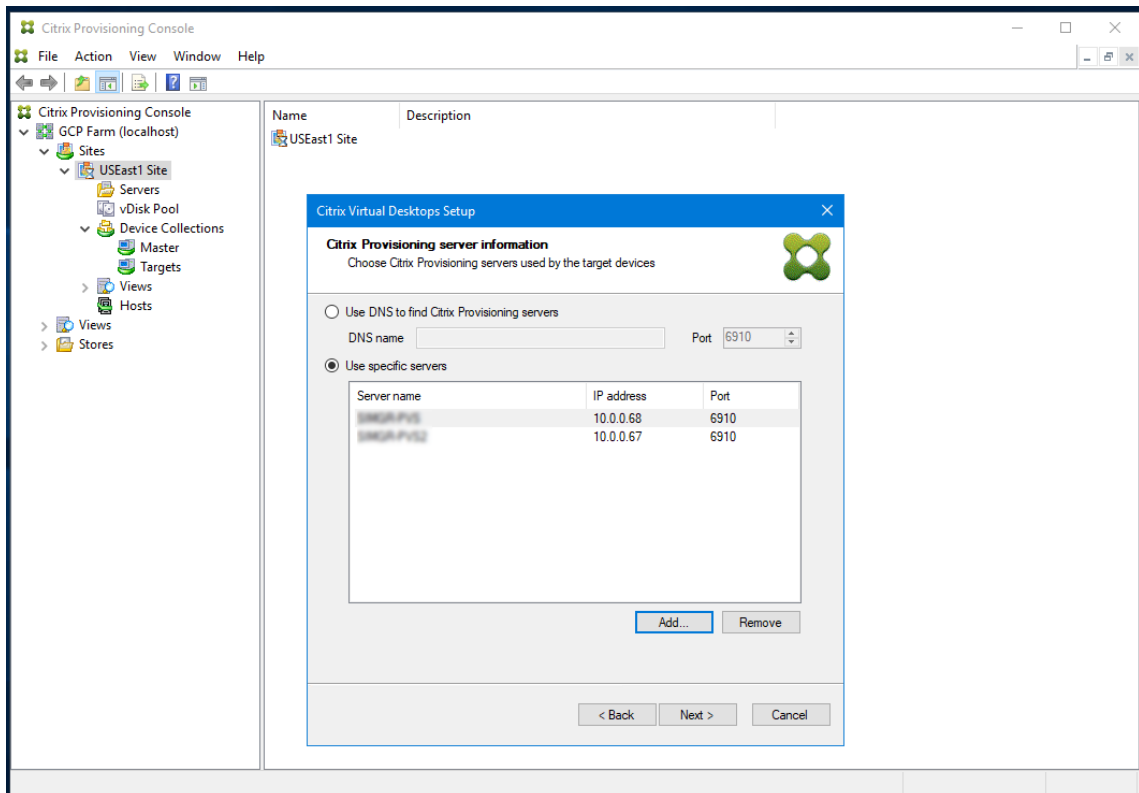 Citrix Provisioning Console
File Action View Window Help
Citrix Provisioning Console
GCP Farm (localhost)
Sites
USEast1 Site
Servers
vDisk Pool
Device Collections
Master
Targets
Views
Hosts
Views
Stores
Name Description
USEast1 Site
Citrix Virtual Desktops Setup
Citrix Provisioning server information
Choose Citrix Provisioning servers used by the target devices
Use DNS to find Citrix Provisioning servers
DNS name Port 6910
Use specific servers
Server name IP address Port
10.0.0.68 6910
10.0.0.67 6910
Add... Remove
< Back Next > Cancel